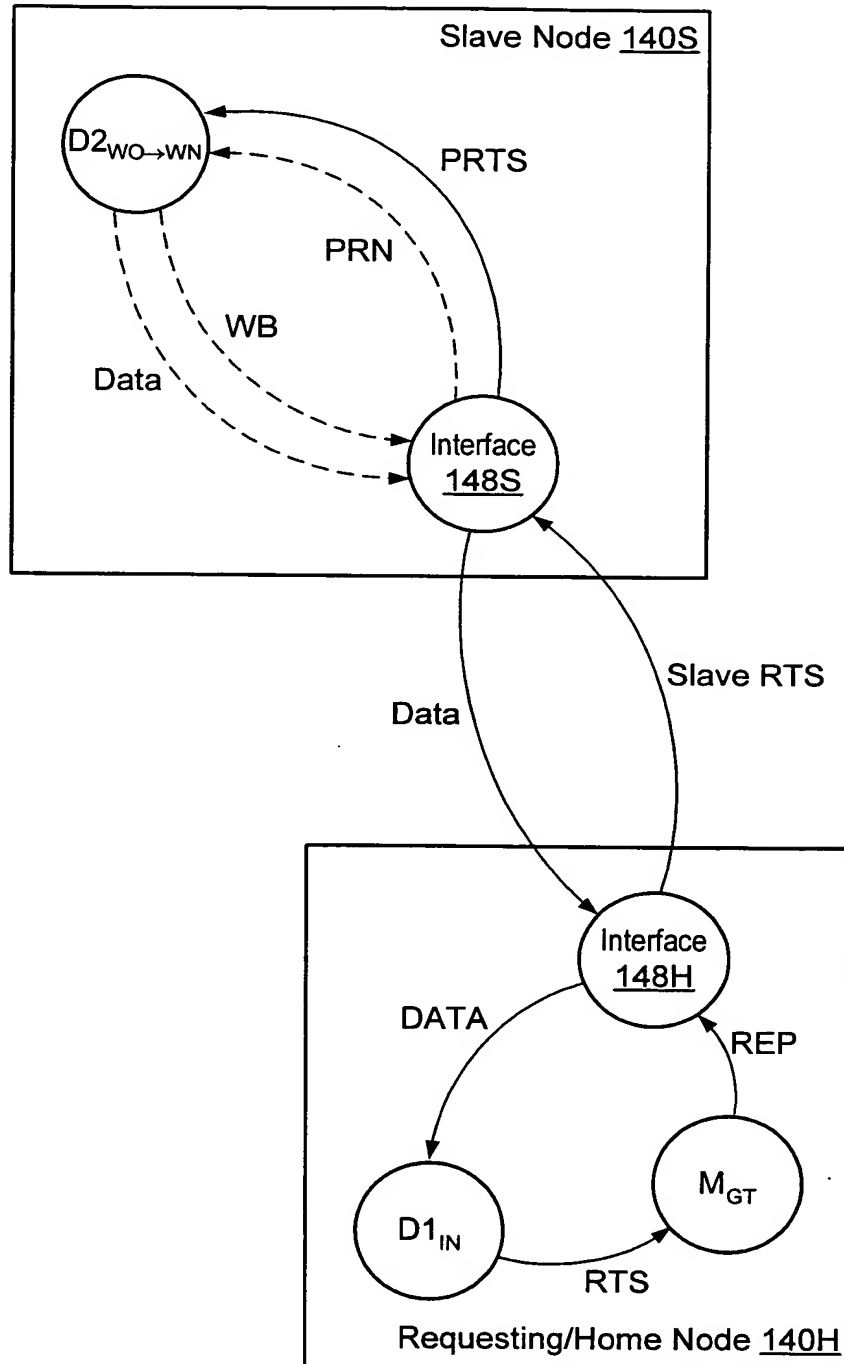 Slave Node 140S
D2WO→WN
PRTS
PRN
WB
Data
Interface
148S
Slave RTS
Data
Interface
148H
DATA
REP
MGT
D1IN
RTS
Requesting/Home Node 140H